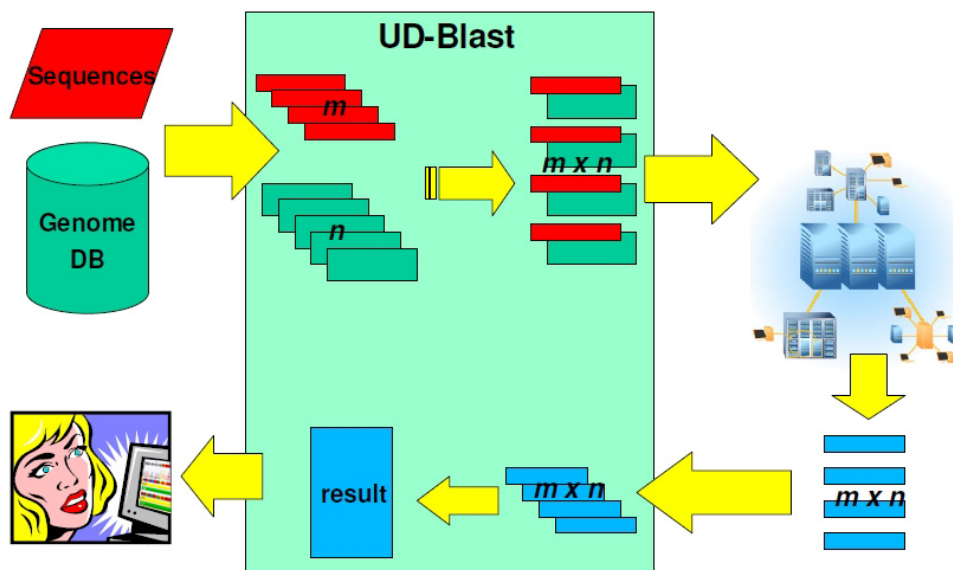 UD-Blast
Sequences
m
m x n
Genome
DB
n
result
m x n
m x n